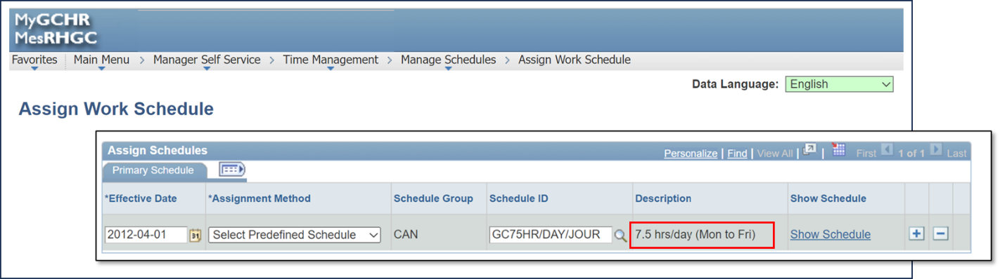 MyGCHR
MesRHGC
Favorites Main Menu > Manager Self Service > Time Management > Manage Schedules > Assign Work Schedule
Data Language: English
Assign Work Schedule
Assign Schedules Personalize | Find | View All | | First 1 of 1 Last
Primary Schedule
*Effective Date *Assignment Method Schedule Group Schedule ID Description Show Schedule
2012-04-01 31 Select Predefined Schedule CAN GC75HR/DAY/JOUR 7.5 hrs/day (Mon to Fri) Show Schedule + −